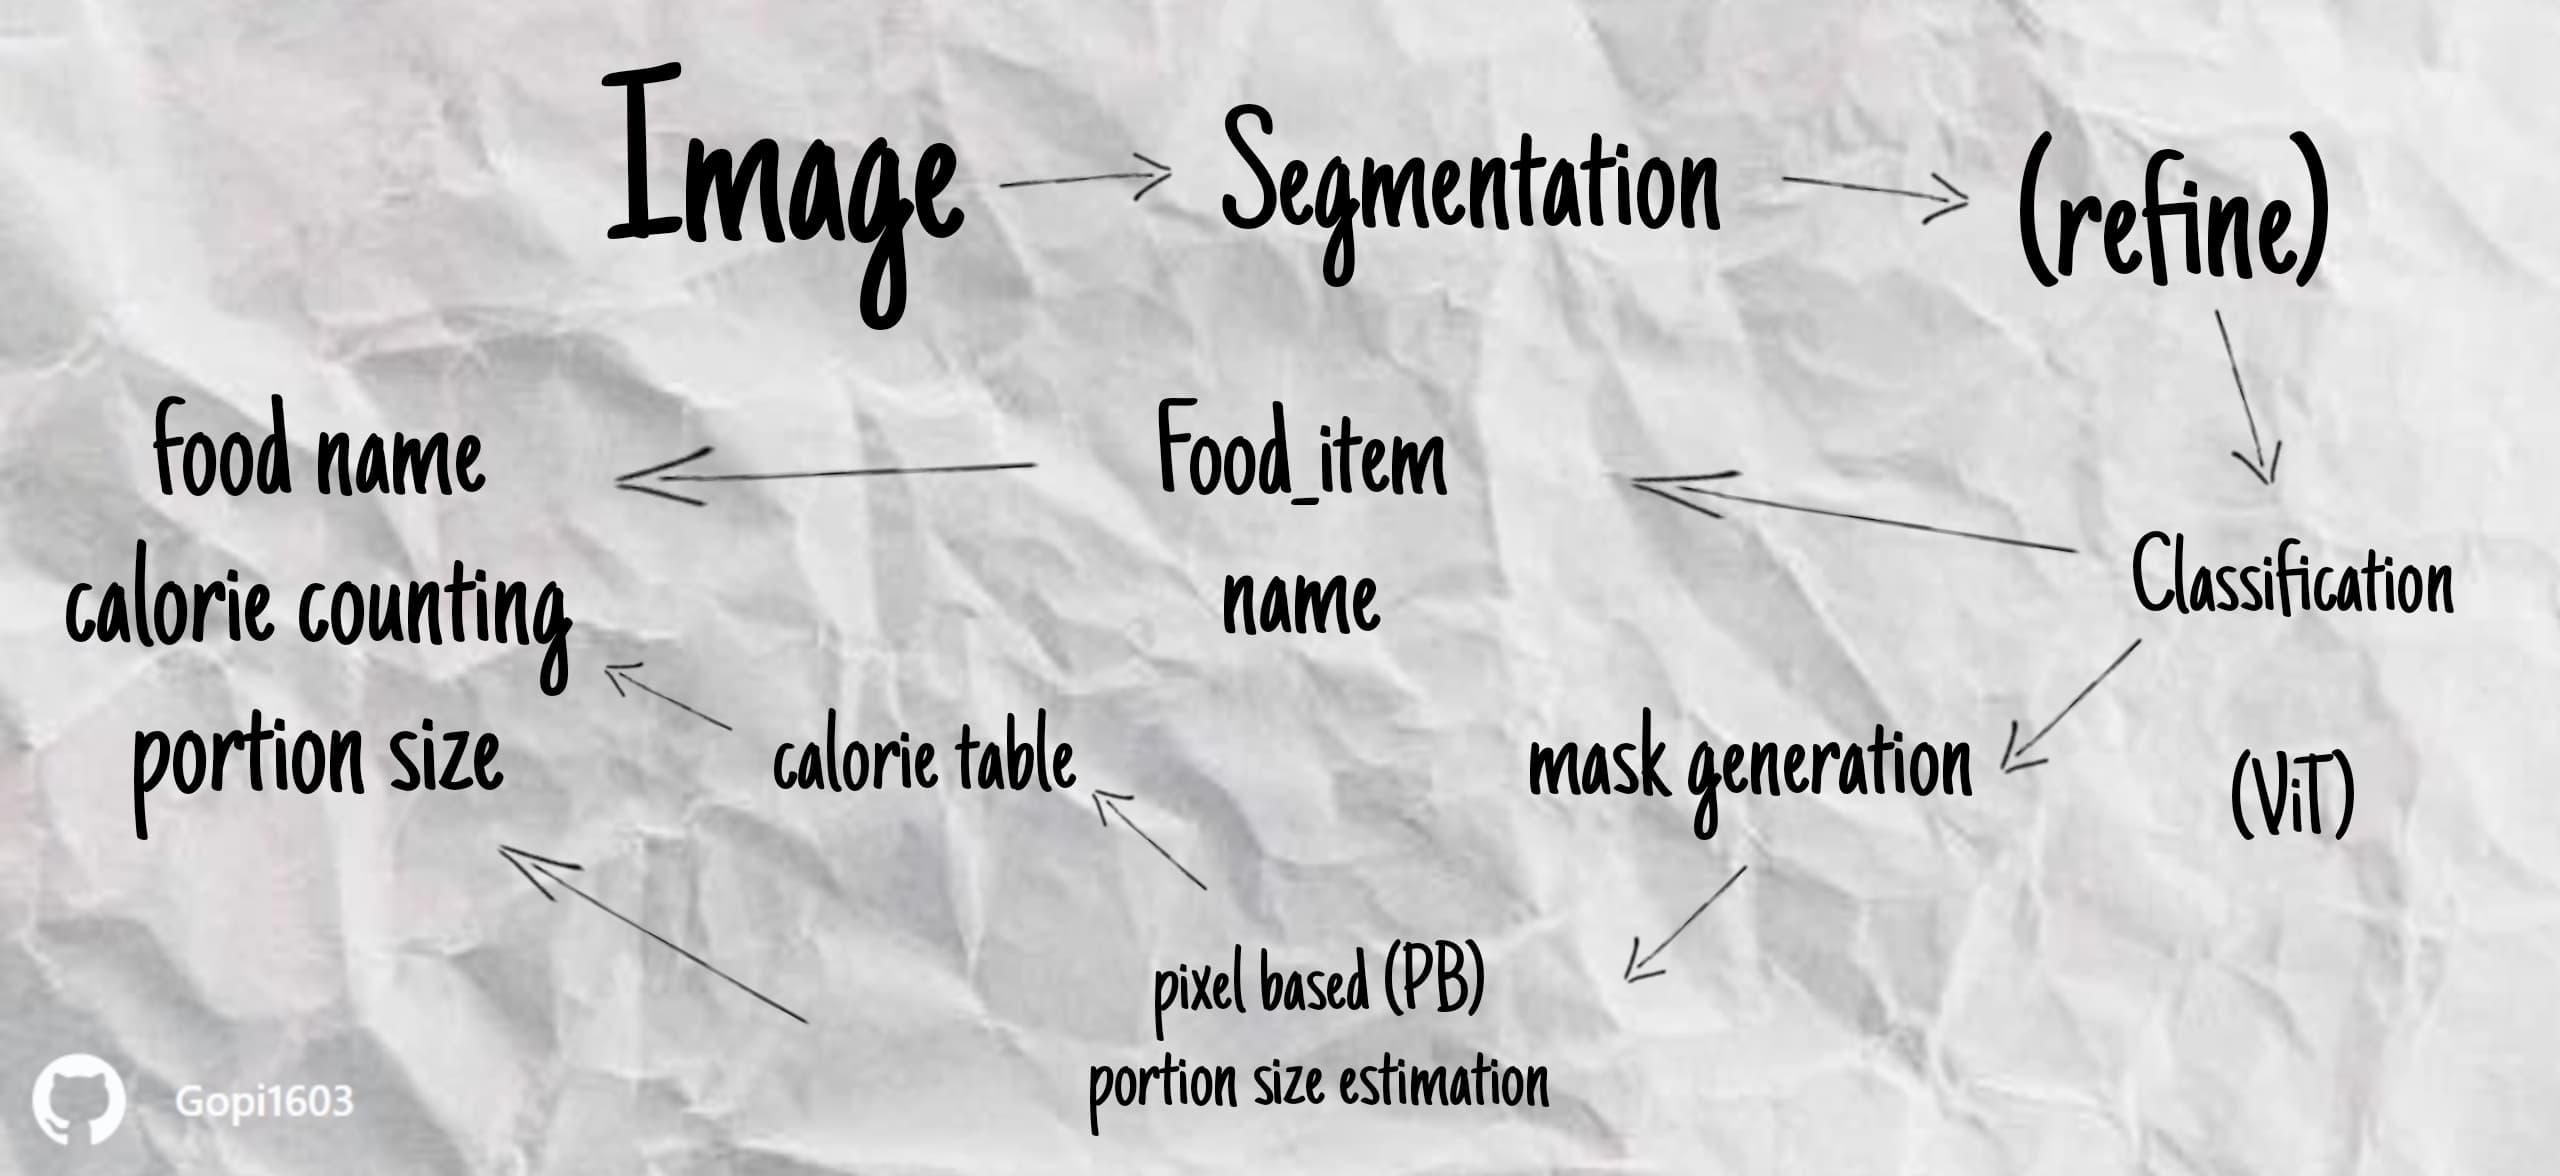 Image
Segmentation
(refine)
food name
Food_item
name
calorie counting
Classification
portion size
calorie table
mask generation
(ViT)
pixel based (PB)
portion size estimation
Gopi1603